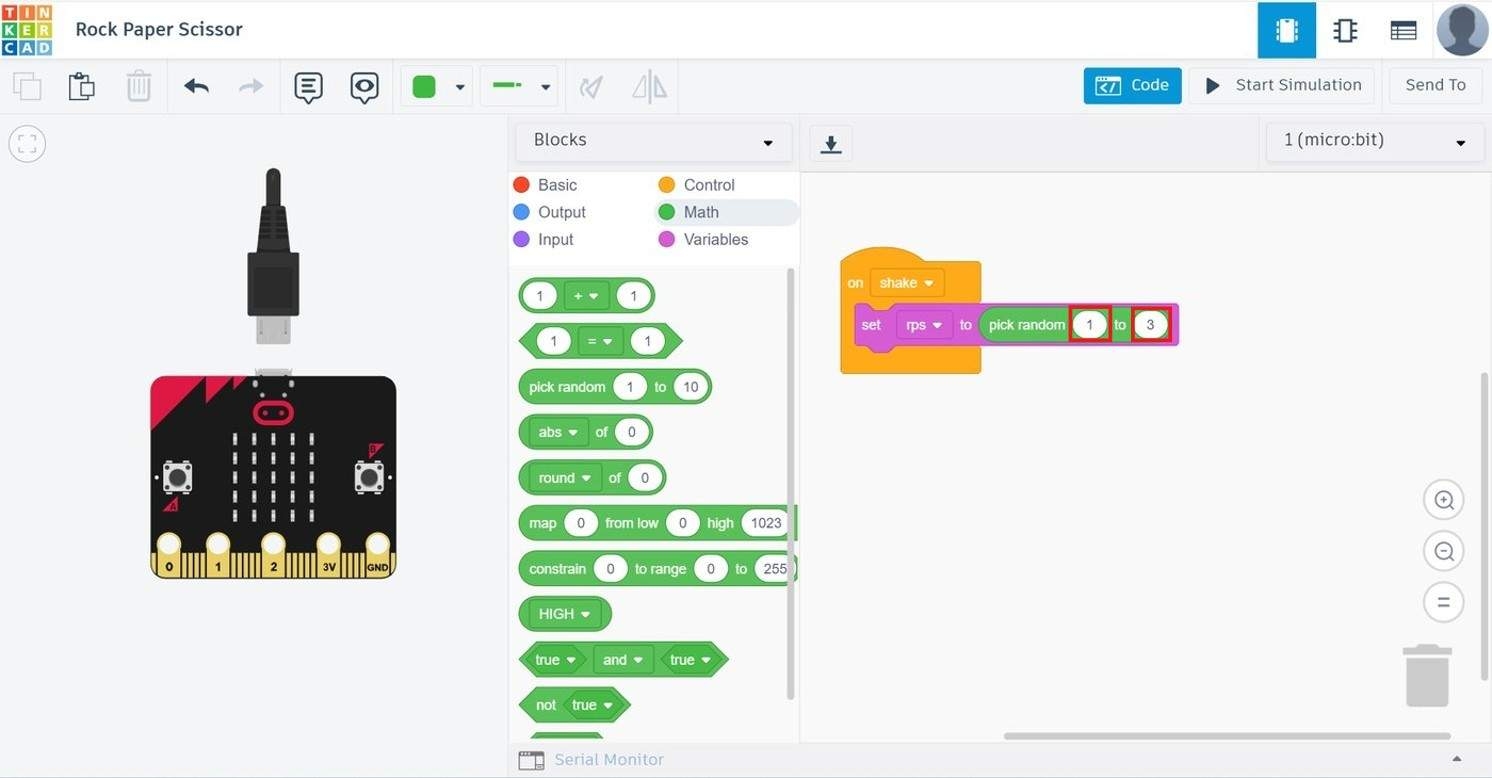 TIN
KER
CAD
Rock Paper Scissor
Code
Start Simulation
Send To
Blocks
1 (micro:bit)
Basic
Control
Output
Math
Input
Variables
1 + 1
1 = 1
pick random 1 to 10
abs of 0
round of 0
map 0 from low 0 high 1023
constrain 0 to range 0 to 255
HIGH
true and true
not true
on shake
set rps to pick random 1 to 3
A
B
0 1 2 3V GND
Serial Monitor